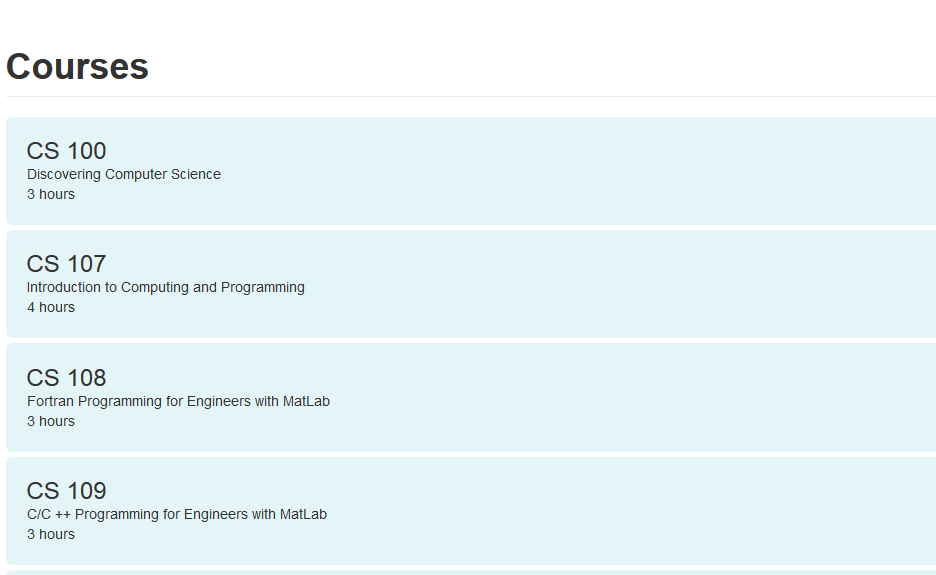 Courses
CS 100
Discovering Computer Science
3 hours
CS 107
Introduction to Computing and Programming
4 hours
CS 108
Fortran Programming for Engineers with MatLab
3 hours
CS 109
C/C ++ Programming for Engineers with MatLab
3 hours